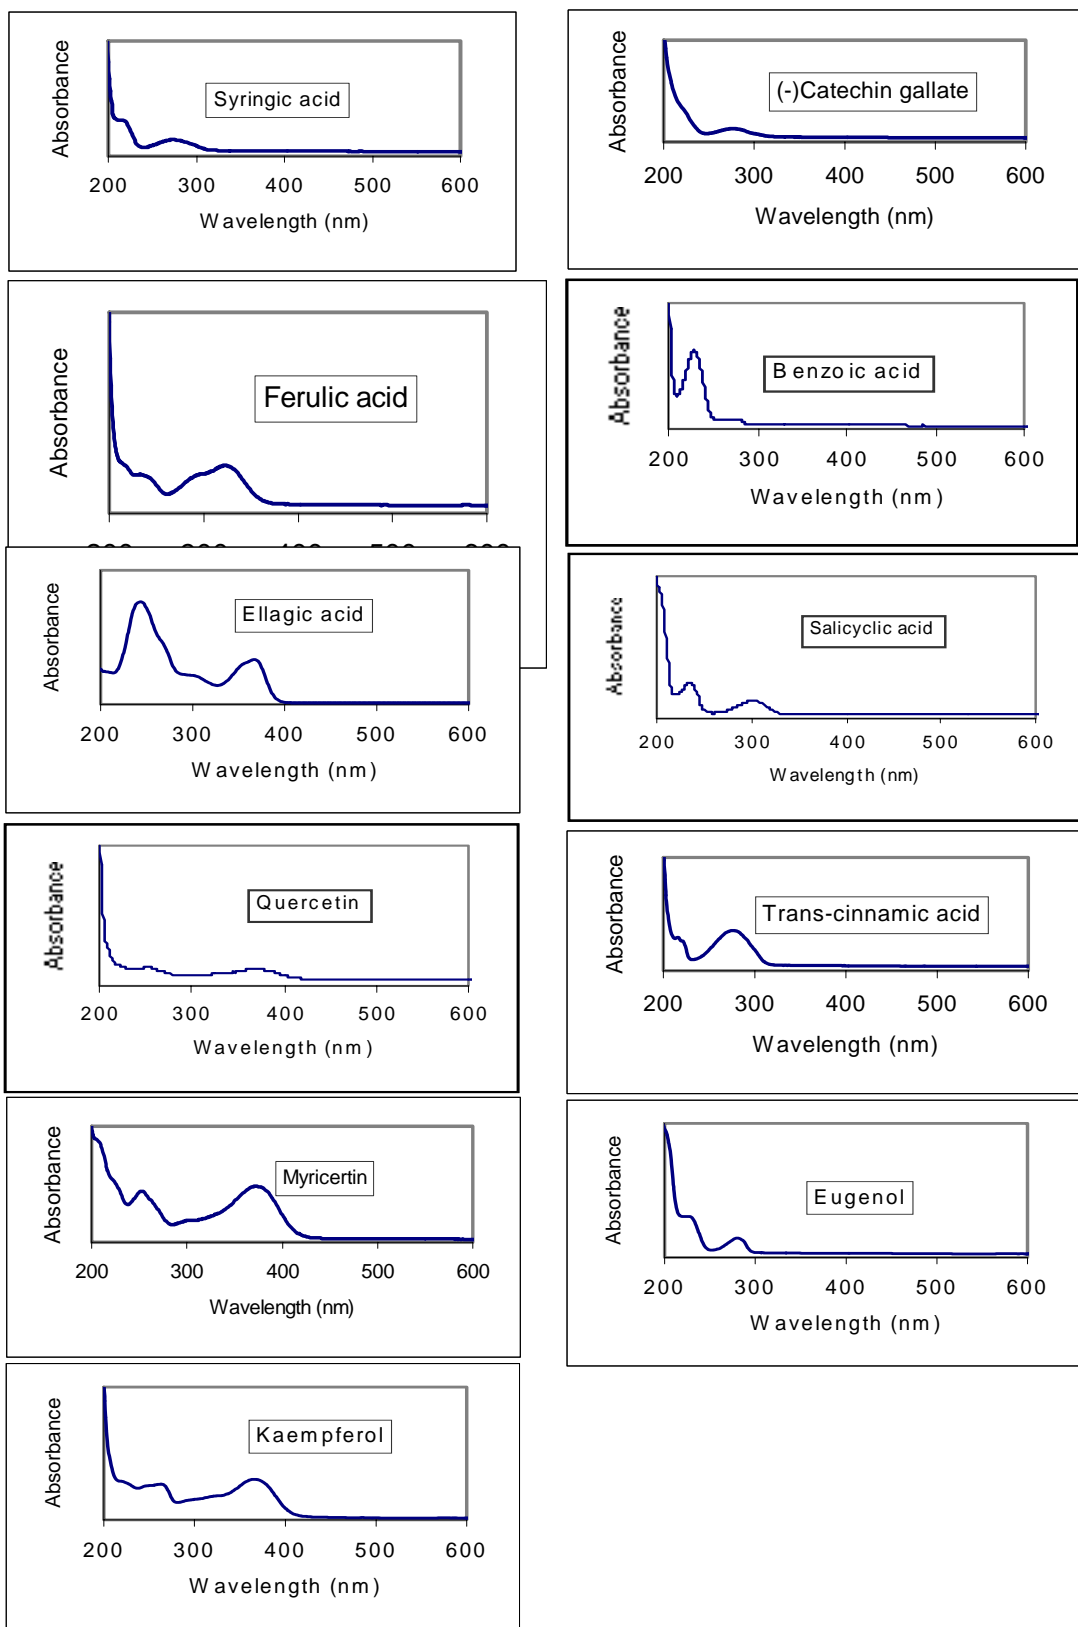 Absorbance
Syringic acid
200 300 400 500 600
Wavelength (nm)
Absorbance
(-)Catechin gallate
200 300 400 500 600
Wavelength (nm)
Absorbance
Ferulic acid
200 300 400 500 600
Absorbance
Benzoic acid
200 300 400 500 600
Wavelength (nm)
Absorbance
Ellagic acid
200 300 400 500 600
Wavelength (nm)
Absorbance
Salicyclic acid
200 300 400 500 600
Wavelength (nm)
Absorbance
Quercetin
200 300 400 500 600
Wavelength (nm)
Absorbance
Trans-cinnamic acid
200 300 400 500 600
Wavelength (nm)
Absorbance
Myricertin
200 300 400 500 600
Wavelength (nm)
Absorbance
Eugenol
200 300 400 500 600
Wavelength (nm)
Absorbance
Kaempferol
200 300 400 500 600
Wavelength (nm)